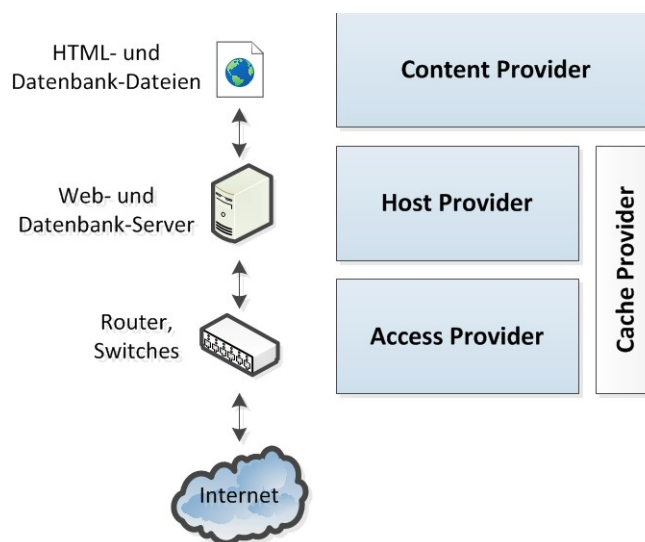 HTML- und
Datenbank-Dateien
Content Provider
Web- und
Datenbank-Server
Host Provider
Cache Provider
Router,
Switches
Access Provider
Internet